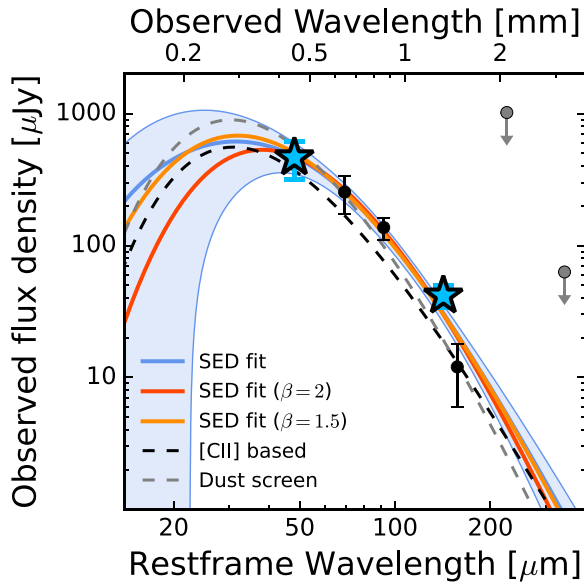 Observed Wavelength [mm]
0.2 0.5 1 2
Observed flux density [μJy]
1000
100
10
SED fit
SED fit (β = 2)
SED fit (β = 1.5)
[CII] based
Dust screen
20 50 100 200
Restframe Wavelength [μm]